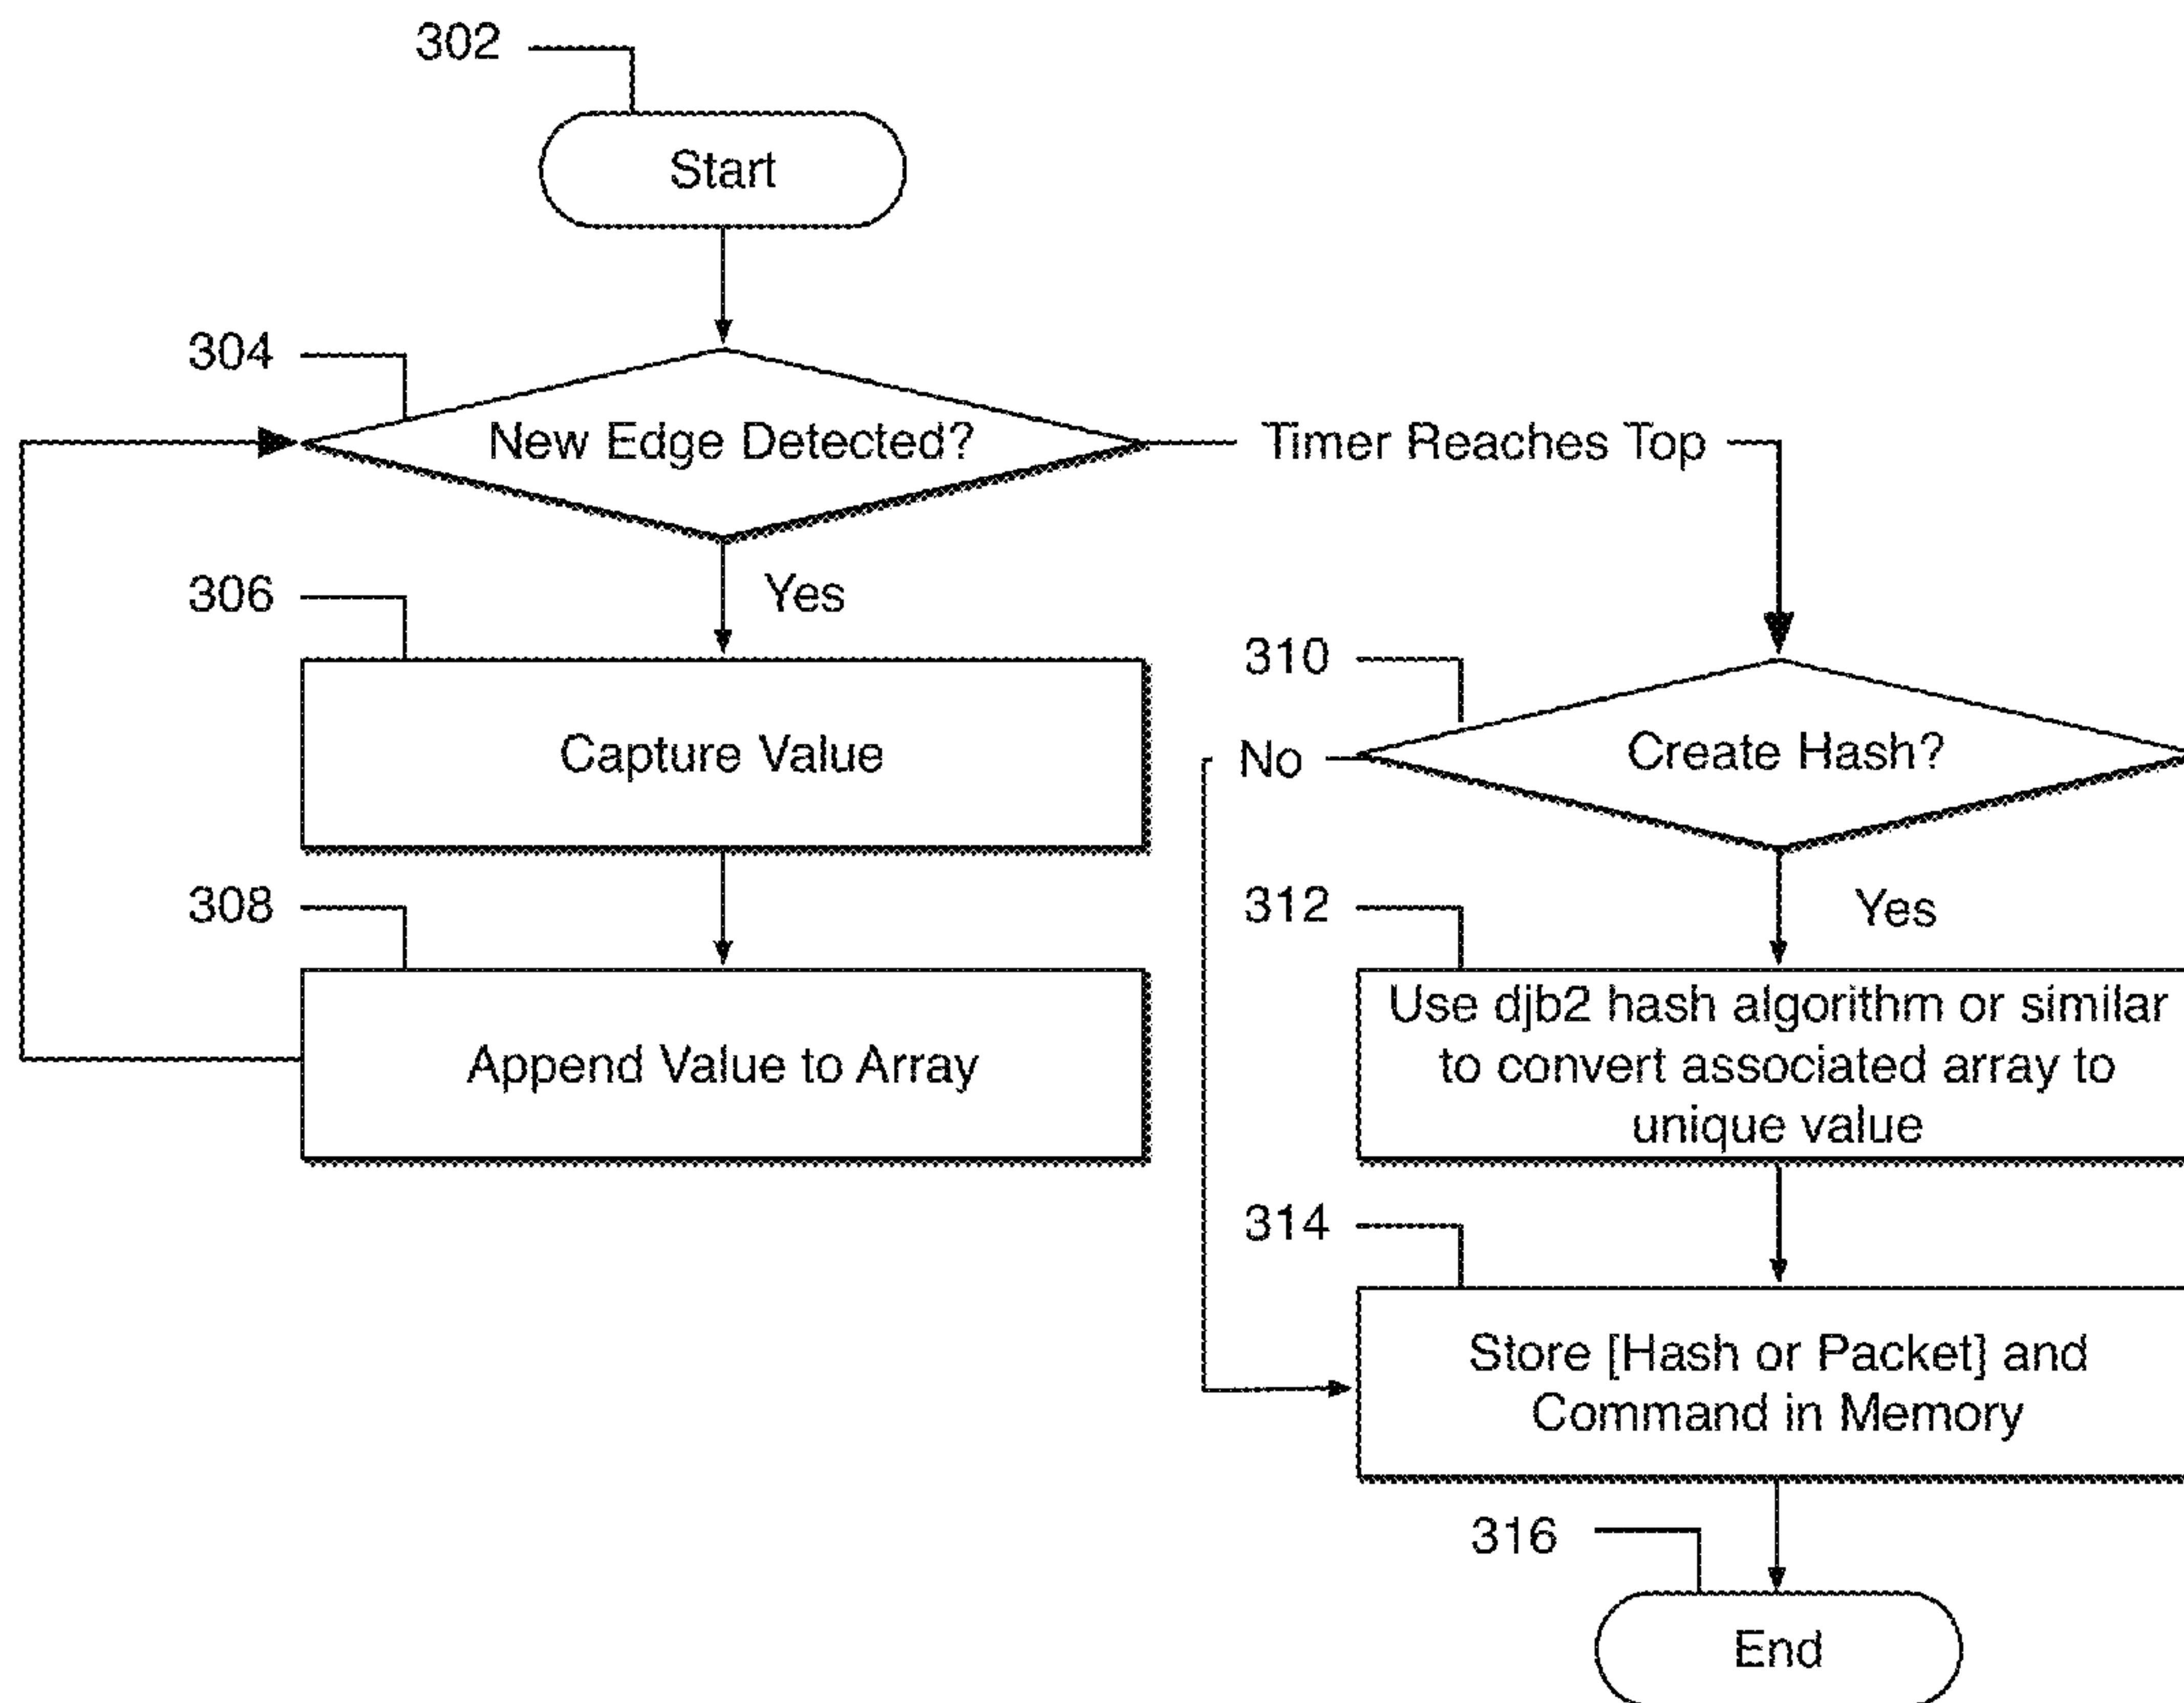 302
Start
304
New Edge Detected?
Timer Reaches Top
306
Yes
Capture Value
308
Append Value to Array
310
Create Hash?
No
312
Yes
Use djb2 hash algorithm or similar
to convert associated array to
unique value
314
Store [Hash or Packet] and
Command in Memory
316
End